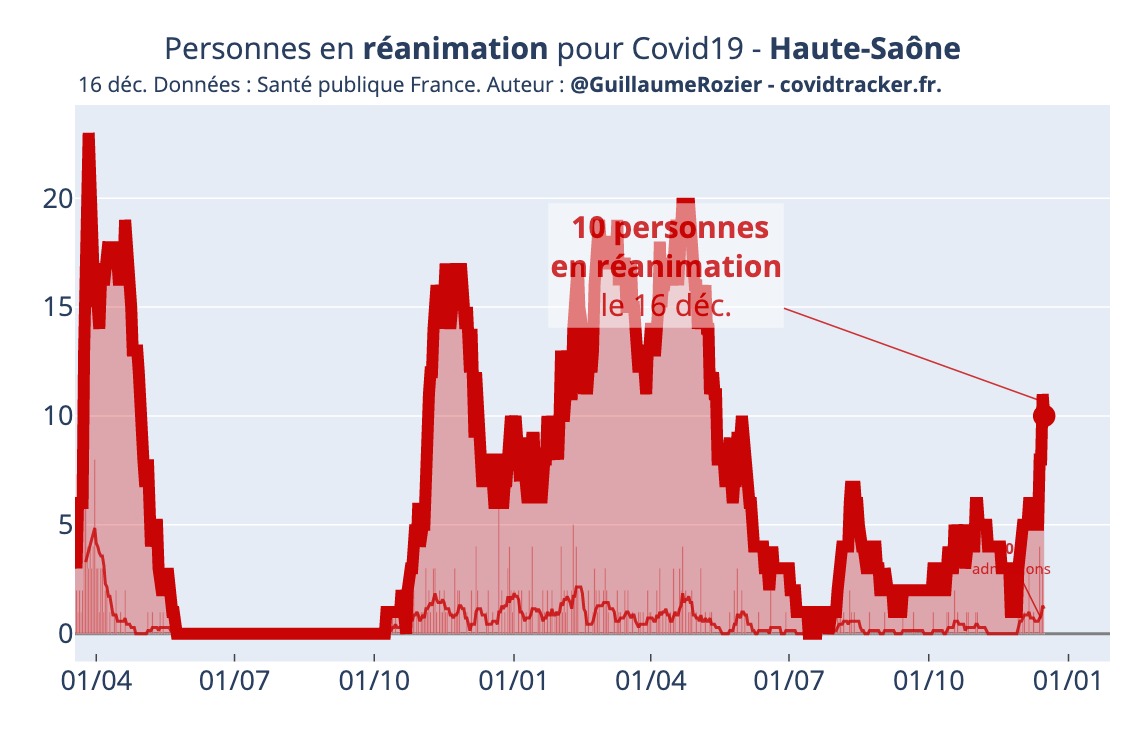 Personnes en réanimation pour Covid19 - Haute-Saône
16 déc. Données : Santé publique France. Auteur : @GuillaumeRozier - covidtracker.fr.
20
15
10
5
0
10 personnes
en réanimation
le 16 déc.
01/04
01/07
01/10
01/01
01/04
01/07
01/10
01/01